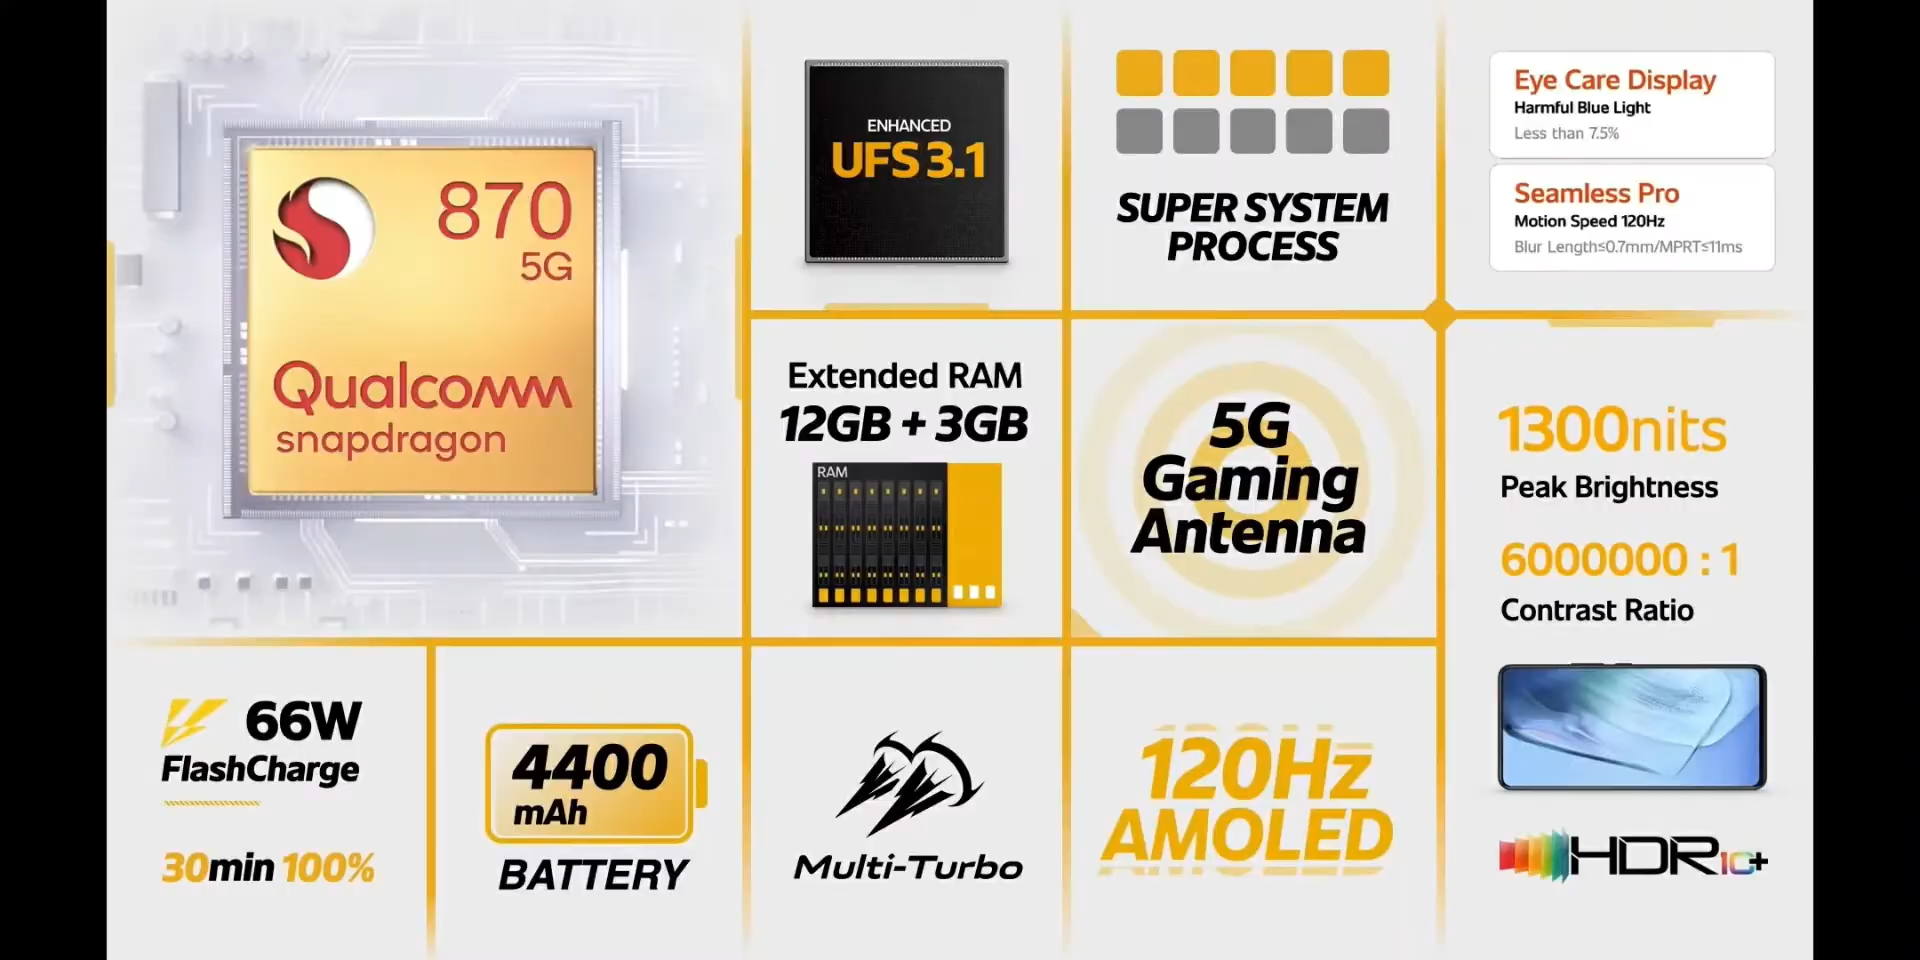 870
5G
Qualcomm
snapdragon
ENHANCED
UFS 3.1
SUPER SYSTEM
PROCESS
Eye Care Display
Harmful Blue Light
Less than 7.5%
Seamless Pro
Motion Speed 120Hz
Blur Length≤0.7mm/MPRT≤11ms
Extended RAM
12GB + 3GB
RAM
5G
Gaming
Antenna
1300nits
Peak Brightness
6000000 : 1
Contrast Ratio
66W
FlashCharge
30min 100%
4400
mAh
BATTERY
Multi-Turbo
120Hz
AMOLED
HDR10+